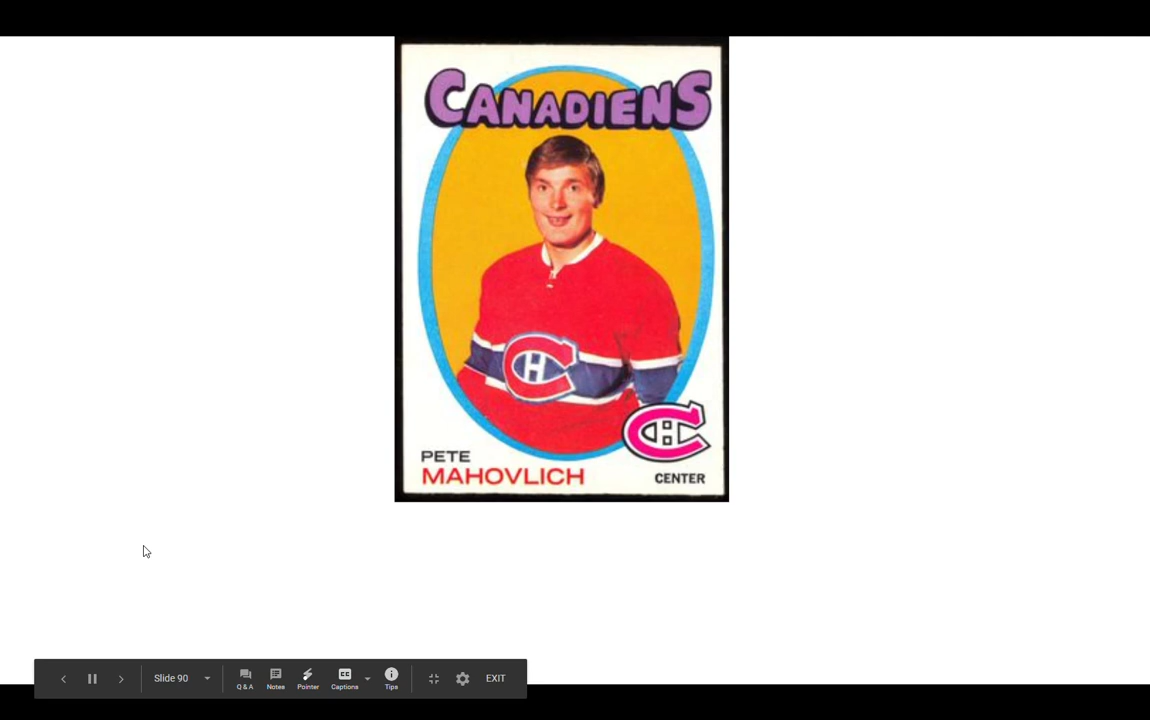 CANADIENS
PETE
MAHOVLICH
CENTER
Slide 90
Q & A
Notes
Pointer
Captions
Tips
EXIT